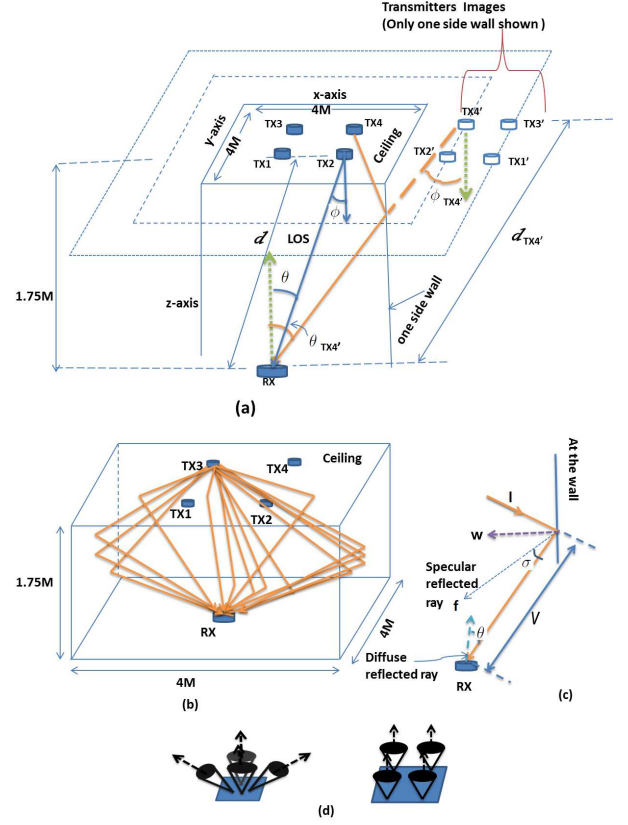 Transmitters Images
(Only one side wall shown )
x-axis
4M
y-axis
4M
TX3
TX4
TX1
TX2
Ceiling
TX4'
TX3'
TX2'
TX1'
ϕ
ϕ TX4'
d
LOS
d TX4'
θ
1.75M
z-axis
one side wall
θ TX4'
RX
(a)
TX3
TX4
Ceiling
TX1
TX2
1.75M
RX
4M
4M
(b)
At the wall
I
w
σ
Specular
reflected
ray f
V
θ
Diffuse
reflected ray
RX
(c)
(d)